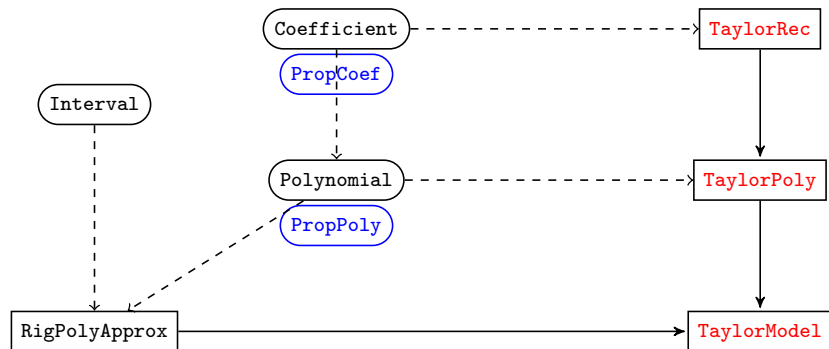 Coefficient
TaylorRec
PropCoef
Interval
Polynomial
TaylorPoly
PropPoly
RigPolyApprox
TaylorModel